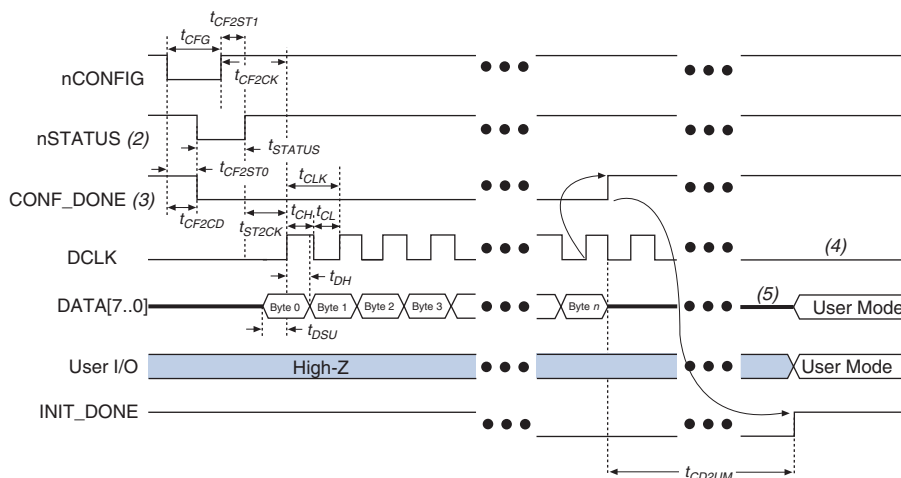 tCF2ST1
tCFG
nCONFIG
tCF2CK
nSTATUS (2)
tSTATUS
tCF2ST0
tCLK
CONF_DONE (3)
tCF2CD
tST2CK
tCH tCL
DCLK
(4)
tDH
DATA[7..0]
Byte 0 Byte 1 Byte 2 Byte 3
Byte n
(5)
User Mode
tDSU
User I/O
High-Z
User Mode
INIT_DONE
tCD2UM